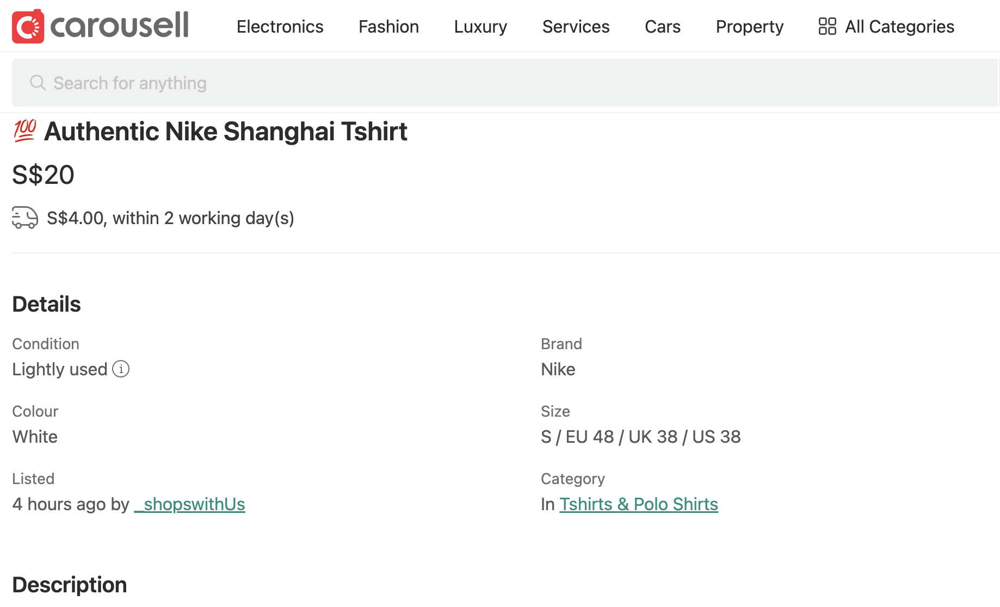 carousell Electronics Fashion Luxury Services Cars Property All Categories
Search for anything
💯 Authentic Nike Shanghai Tshirt
S$20
S$4.00, within 2 working day(s)
Details
Condition Brand
Lightly used Nike
Colour Size
White S / EU 48 / UK 38 / US 38
Listed Category
4 hours ago by _shopswithUs In Tshirts & Polo Shirts
Description